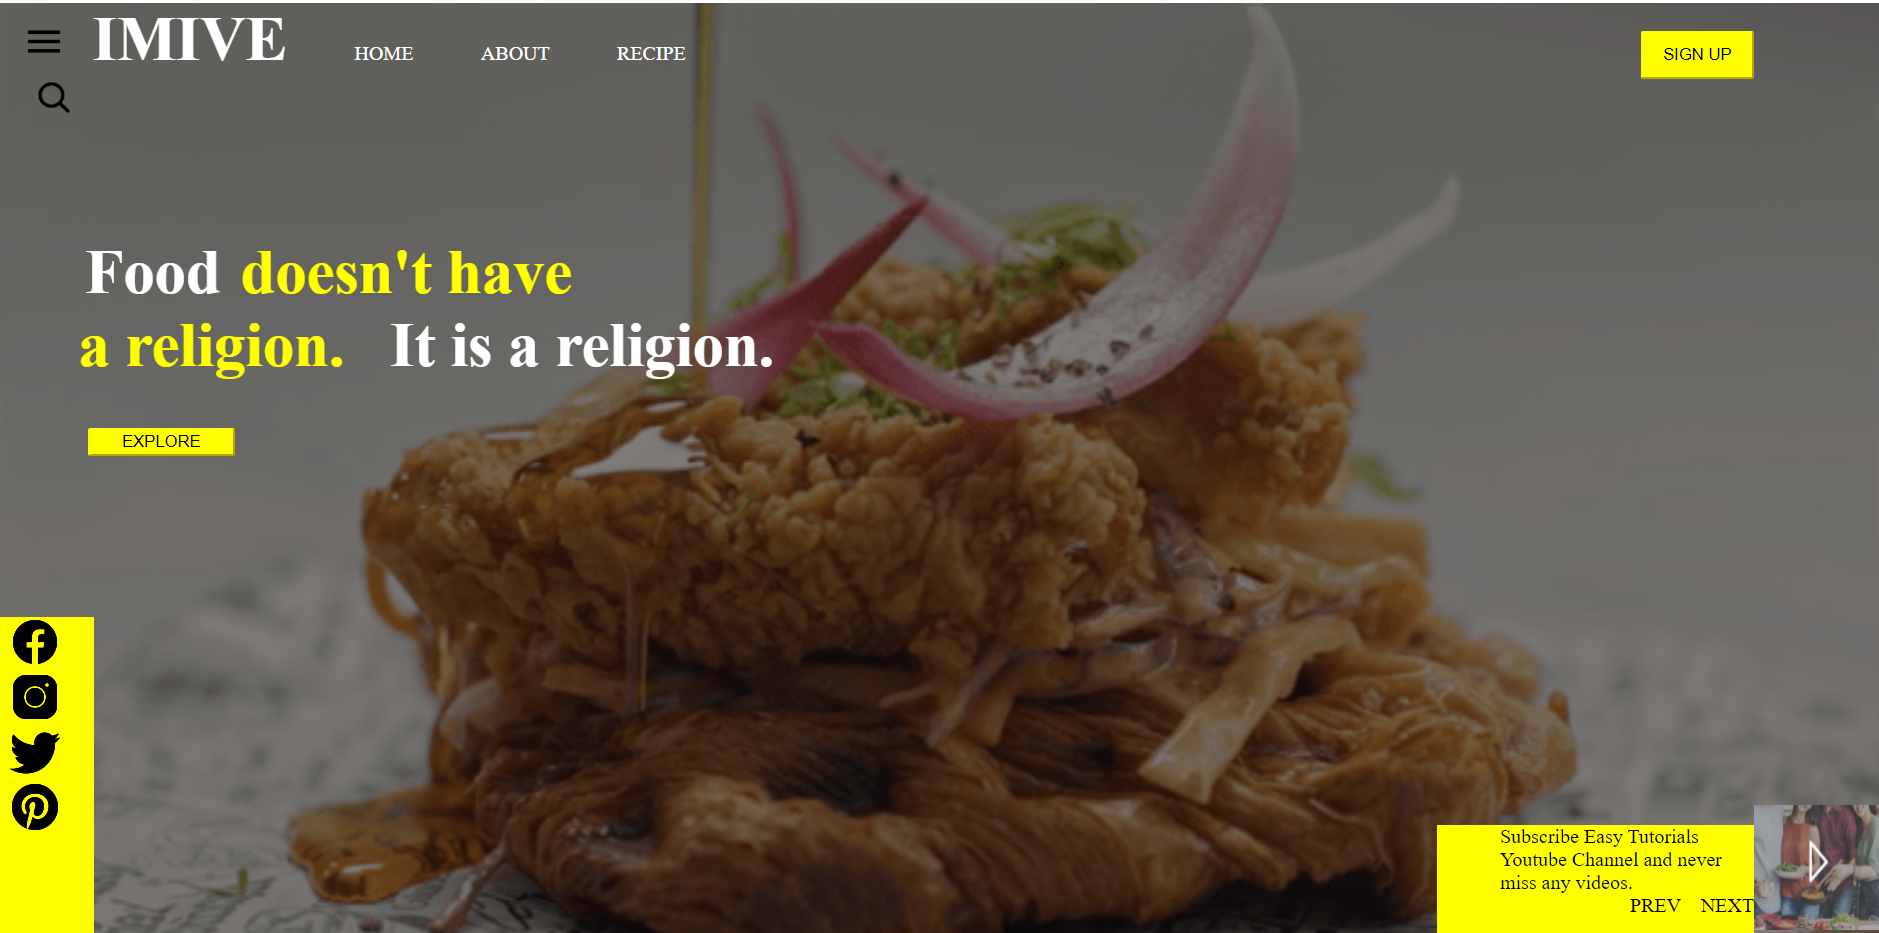 IMIVE
HOME ABOUT RECIPE
SIGN UP
Food doesn't have
a religion. It is a religion.
EXPLORE
Subscribe Easy Tutorials
Youtube Channel and never
miss any videos.
PREV NEXT